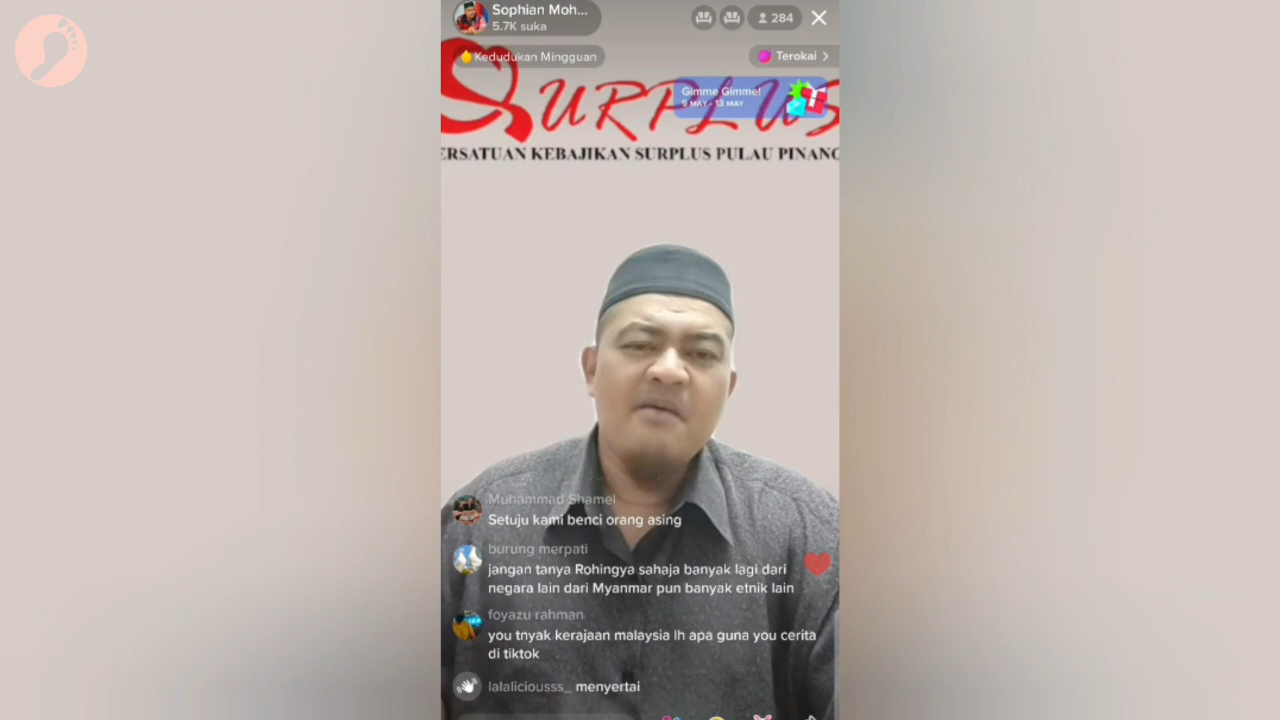 Sophian Moh...
5.7K suka
284
Kedudukan Mingguan
Terokai >
SURPLUS
Gimme Gimme!
9 MAY - 13 MAY
ERSATUAN KEBAJIKAN SURPLUS PULAU PINANG
Muhammad Shamel
Setuju kami benci orang asing
burung merpati
jangan tanya Rohingya sahaja banyak lagi dari
negara lain dari Myanmar pun banyak etnik lain
foyazu rahman
you tnyak kerajaan malaysia lh apa guna you cerita
di tiktok
lalaliciousss_ menyertai